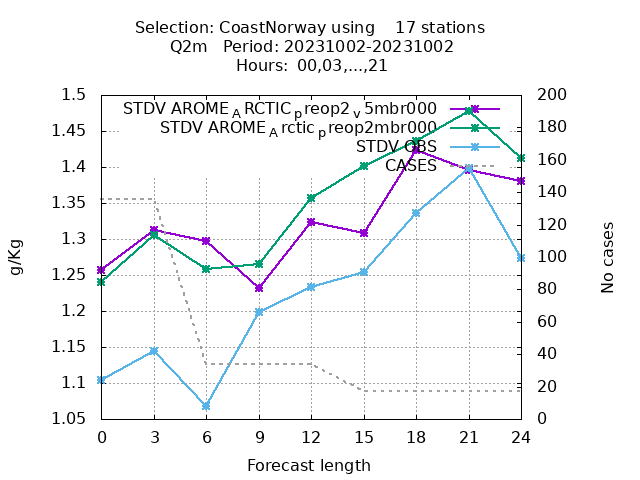 Selection: CoastNorway using 17 stations
Q2m Period: 20231002-20231002
Hours: 00,03,...,21
STDV AROME_ARCTIC_preop2_v5mbr000
STDV AROME_Arctic_preop2mbr000
STDV OBS
CASES
g/Kg
1.5
1.45
1.4
1.35
1.3
1.25
1.2
1.15
1.1
1.05
200
180
160
140
120
100
80
60
40
20
0
No cases
0 3 6 9 12 15 18 21 24
Forecast length